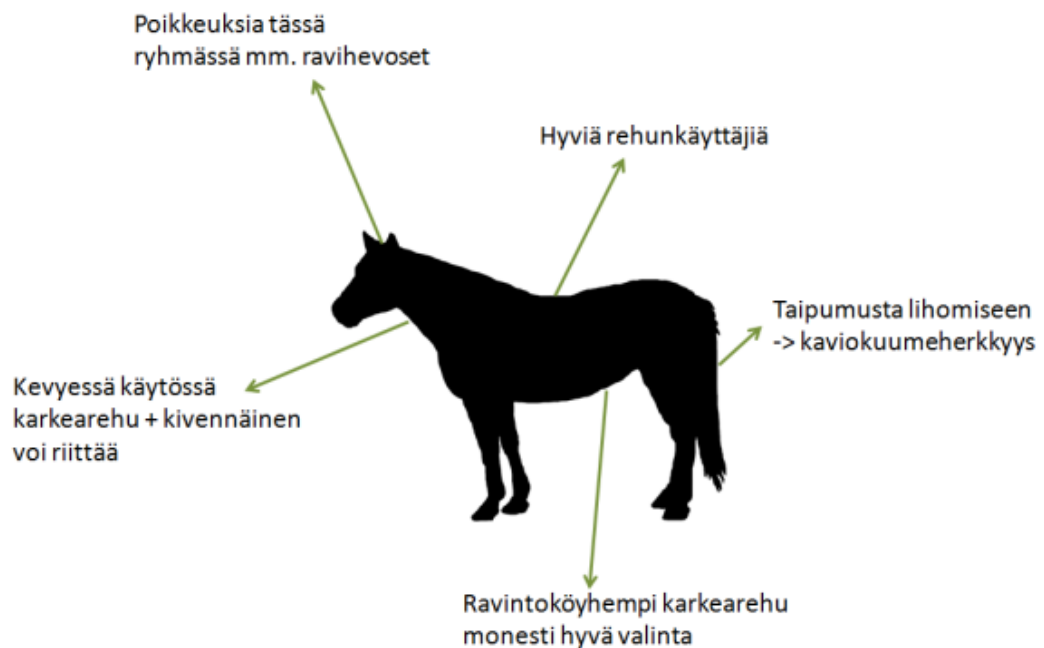 Poikkeuksia tässä
ryhmässä mm. ravihevoset
Hyviä rehunkäyttäjiä
Taipumusta lihomiseen
-> kaviokuumeherkkyys
Kevyessä käytössä
karkearehu + kivennäinen
voi riittää
Ravintoköyhempi karkearehu
monesti hyvä valinta